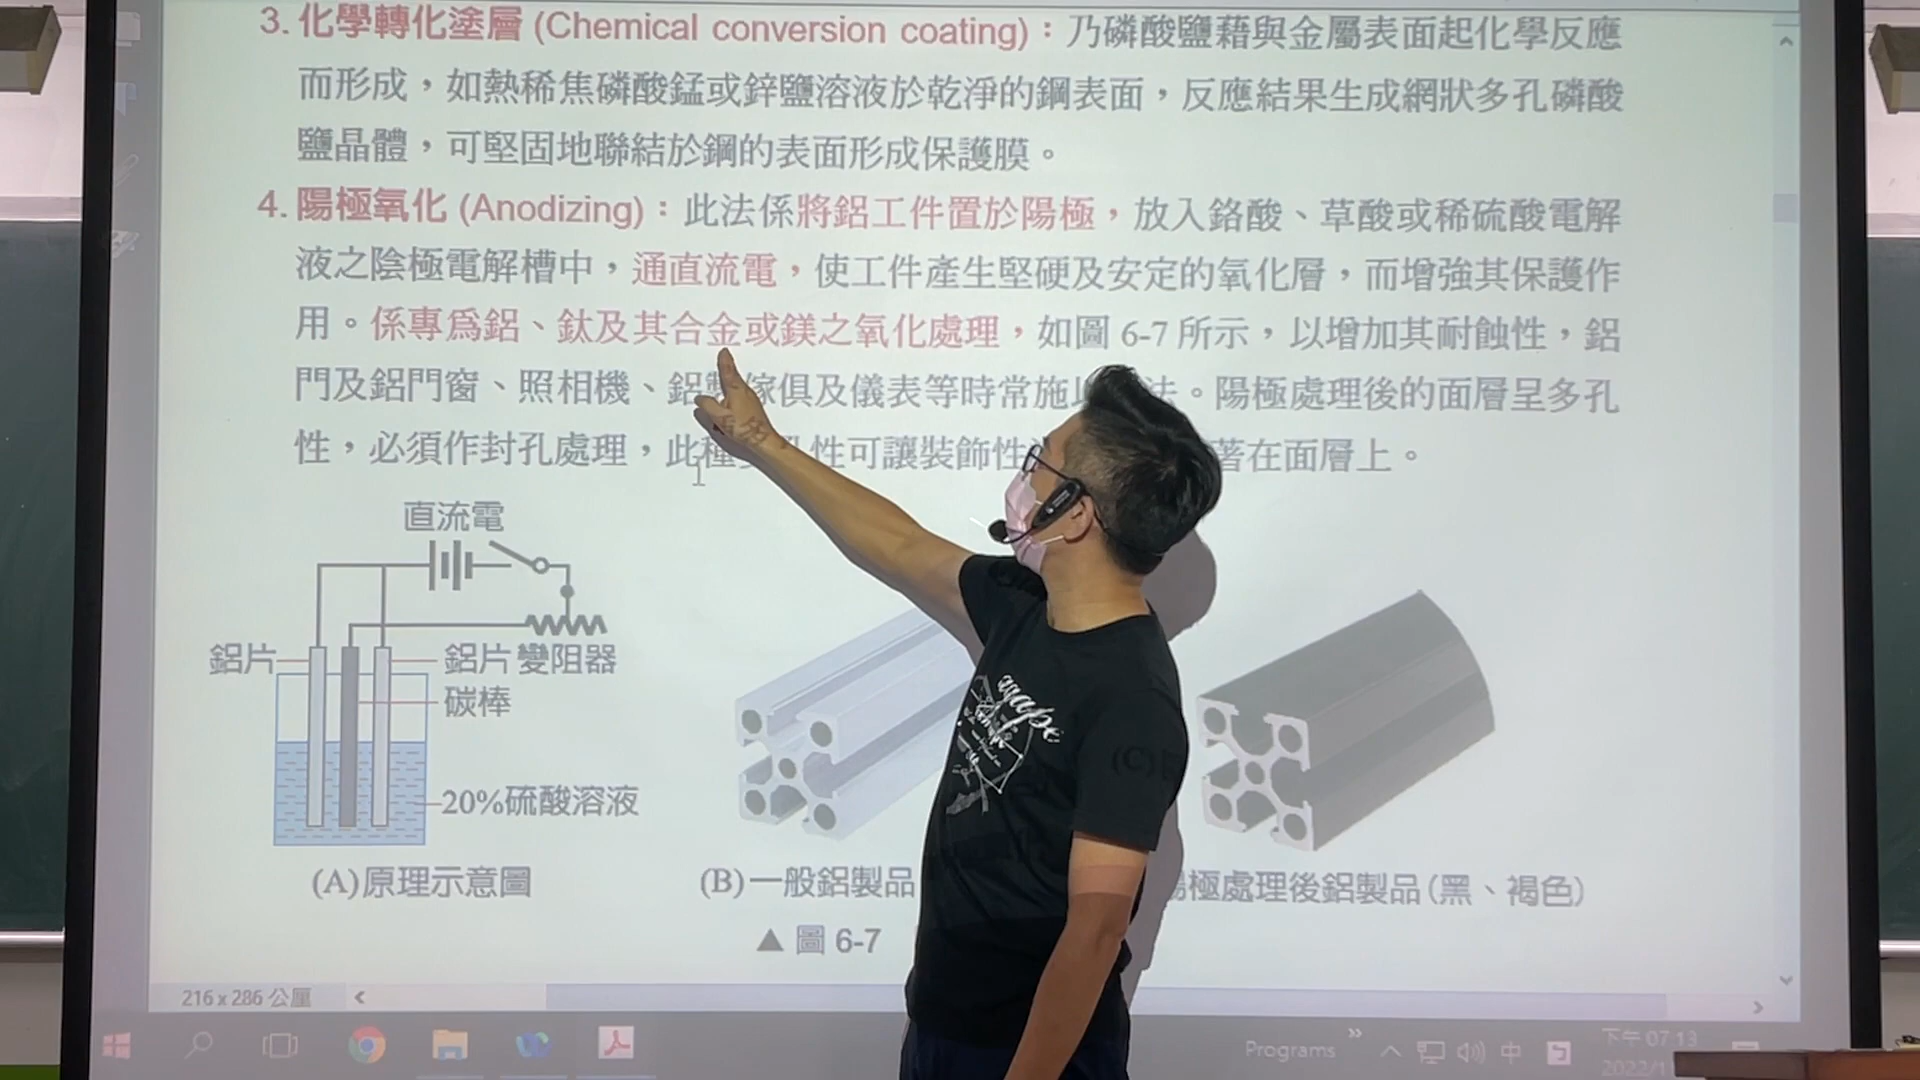 3. 化學轉化塗層 (Chemical conversion coating)：乃磷酸鹽藉與金屬表面起化學反應
而形成，如熱稀焦磷酸錳或鋅鹽溶液於乾淨的鋼表面，反應結果生成網狀多孔磷酸
鹽晶體，可堅固地聯結於鋼的表面形成保護膜。
4. 陽極氧化 (Anodizing)：此法係將鋁工件置於陽極，放入鉻酸、草酸或稀硫酸電解
液之陰極電解槽中，通直流電，使工件產生堅硬及安定的氧化層，而增強其保護作
用。係專為鋁、鈦及其合金或鎂之氧化處理，如圖 6-7 所示，以增加其耐蝕性，鋁
門及鋁門窗、照相機、鋁製傢俱及儀表等時常施以 法。陽極處理後的面層呈多孔
性，必須作封孔處理，此種多孔性可讓裝飾性 著在面層上。
直流電
鋁片
鋁片 變阻器
碳棒
20%硫酸溶液
(A)原理示意圖
(B)一般鋁製品
(C)陽極處理後鋁製品(黑、褐色)
▲ 圖 6-7
agape
216 x 286 公厘
Programs
中
下午 07:13
2022/1